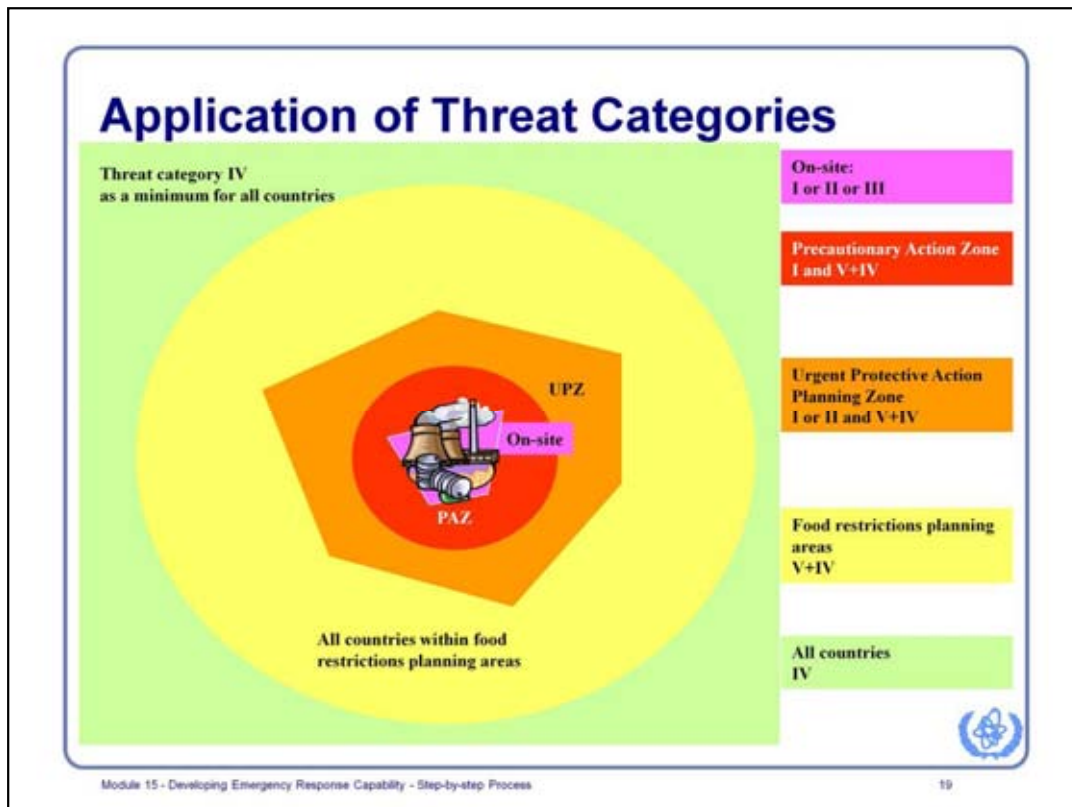 Application of Threat Categories
Threat category IV
as a minimum for all countries
UPZ
On-site
PAZ
All countries within food
restrictions planning areas
On-site:
I or II or III
Precautionary Action Zone
I and V+IV
Urgent Protective Action
Planning Zone
I or II and V+IV
Food restrictions planning
areas
V+IV
All countries
IV
Module 15 - Developing Emergency Response Capability - Step-by-step Process
19